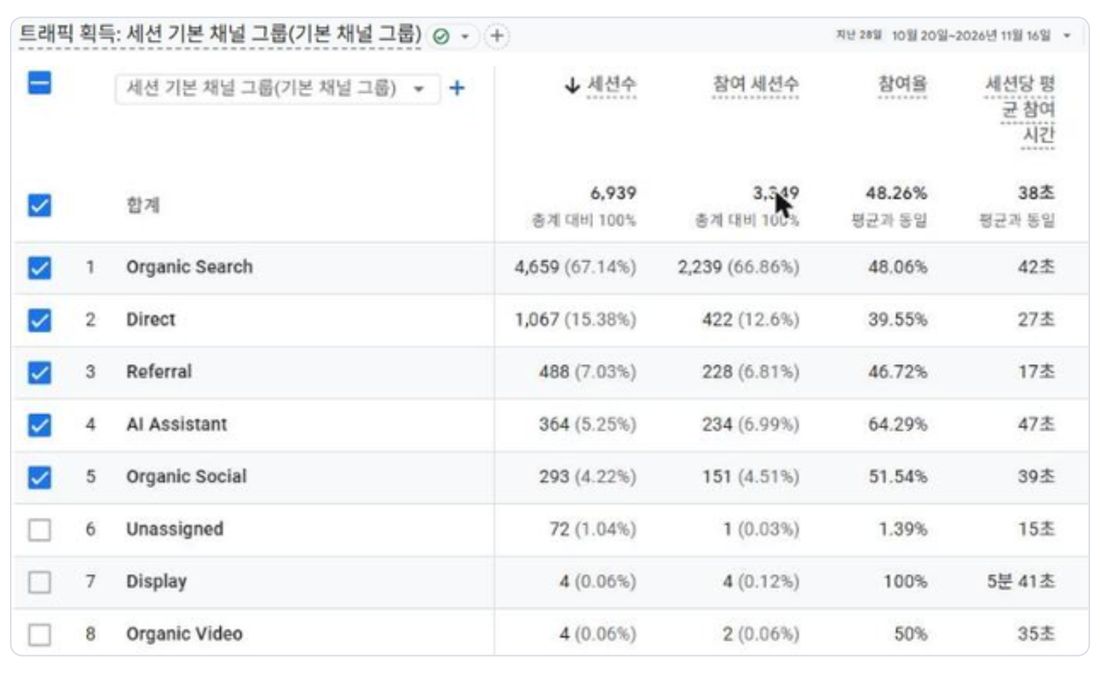 트래픽 획득: 세션 기본 채널 그룹(기본 채널 그룹)
지난 28일 10월 20일~2026년 11월 16일
세션 기본 채널 그룹(기본 채널 그룹)
세션수 참여 세션수 참여율 세션당 평
균 참여
시간
합계 6,939 3,349 48.26% 38초
총계 대비 100% 총계 대비 100% 평균과 동일 평균과 동일
1 Organic Search 4,659 (67.14%) 2,239 (66.86%) 48.06% 42초
2 Direct 1,067 (15.38%) 422 (12.6%) 39.55% 27초
3 Referral 488 (7.03%) 228 (6.81%) 46.72% 17초
4 AI Assistant 364 (5.25%) 234 (6.99%) 64.29% 47초
5 Organic Social 293 (4.22%) 151 (4.51%) 51.54% 39초
6 Unassigned 72 (1.04%) 1 (0.03%) 1.39% 15초
7 Display 4 (0.06%) 4 (0.12%) 100% 5분 41초
8 Organic Video 4 (0.06%) 2 (0.06%) 50% 35초